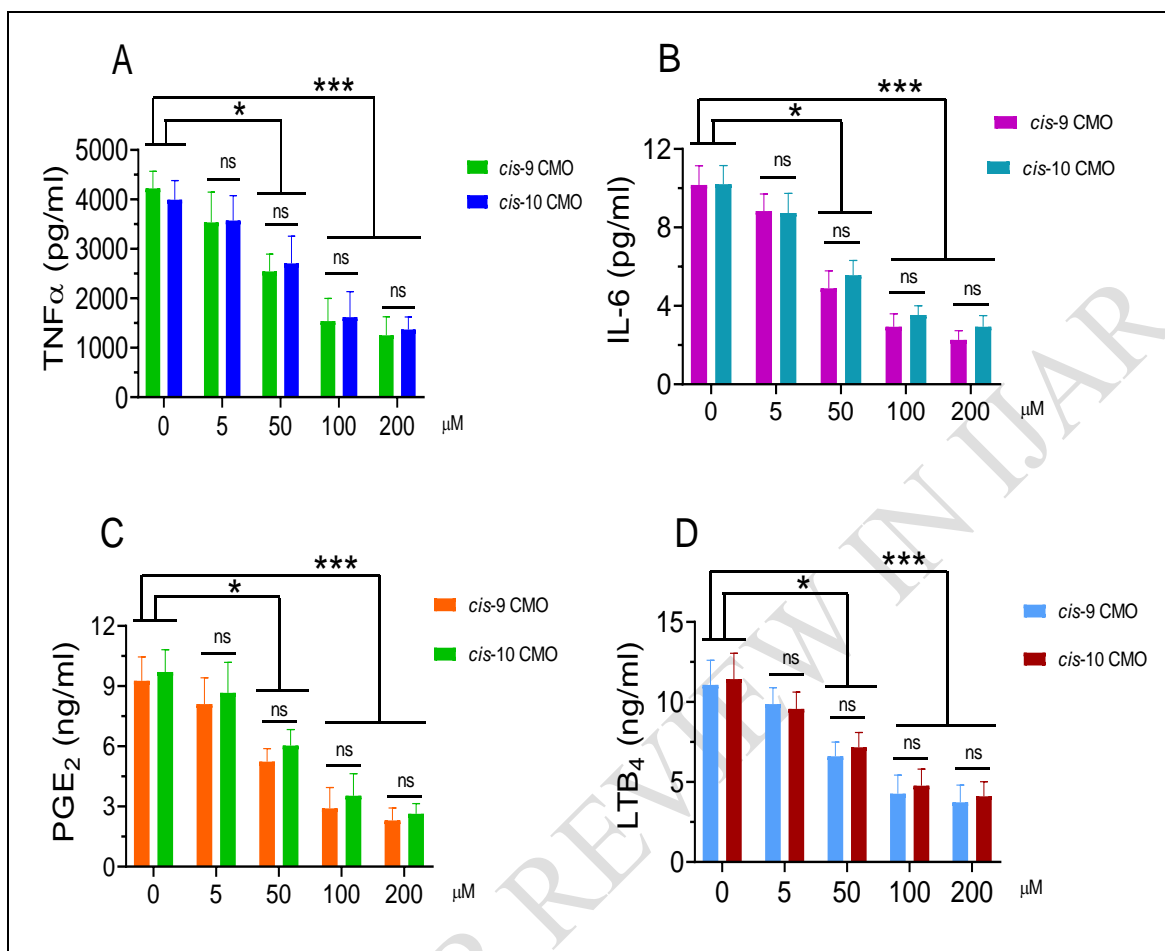 A
***
*
5000
4000
3000
2000
1000
0
TNFα (pg/ml)
ns
ns
ns
ns
0 5 50 100 200 μM
cis-9 CMO
cis-10 CMO
B
***
*
12
8
4
0
IL-6 (pg/ml)
ns
ns
ns
ns
0 5 50 100 200 μM
cis-9 CMO
cis-10 CMO
C
***
*
12
9
6
3
0
PGE2 (ng/ml)
ns
ns
ns
ns
0 5 50 100 200 μM
cis-9 CMO
cis-10 CMO
D
***
*
15
10
5
0
LTB4 (ng/ml)
ns
ns
ns
ns
0 5 50 100 200 μM
cis-9 CMO
cis-10 CMO
REVIEW IN IJAR